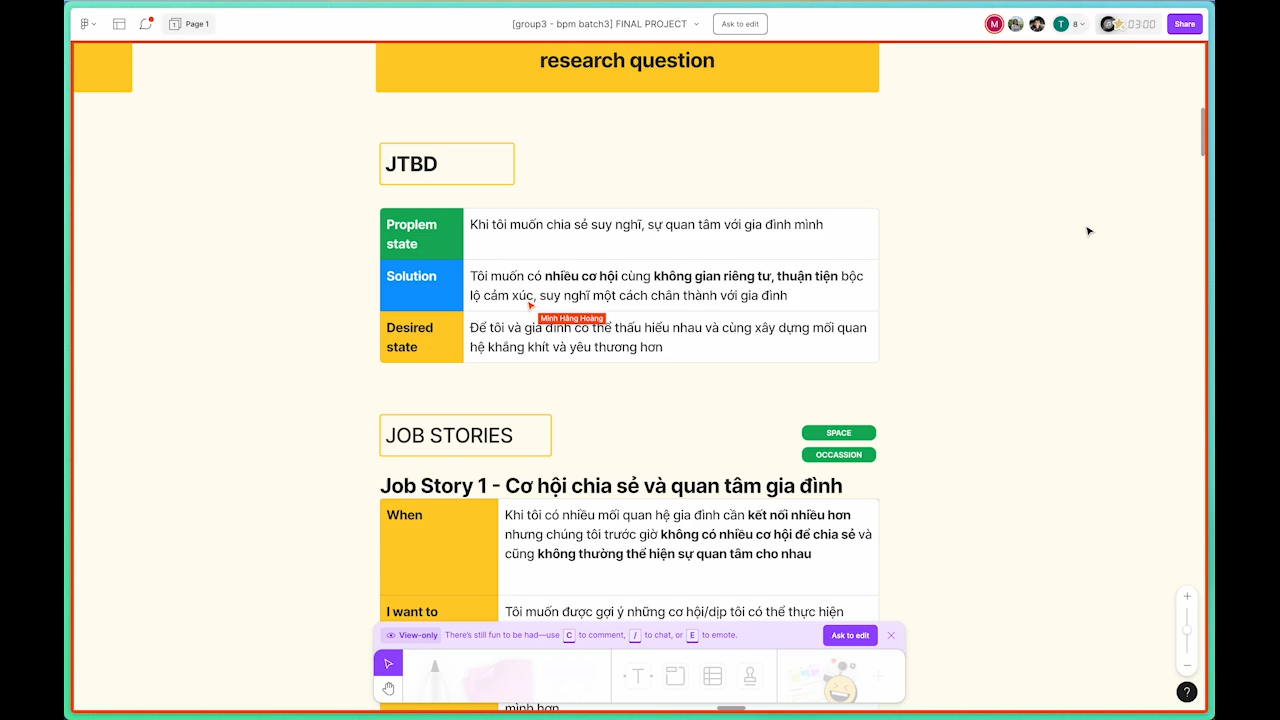 Page 1
[group3 - bpm batch3] FINAL PROJECT
Ask to edit
M
T
8
03:00
Share
research question
JTBD
Proplem state
Khi tôi muốn chia sẻ suy nghĩ, sự quan tâm với gia đình mình
Solution
Tôi muốn có nhiều cơ hội cùng không gian riêng tư, thuận tiện bộc
lộ cảm xúc, suy nghĩ một cách chân thành với gia đình
Minh Hằng Hoàng
Desired state
Để tôi và gia đình có thể thấu hiểu nhau và cùng xây dựng mối quan
hệ khắng khít và yêu thương hơn
JOB STORIES
SPACE
OCCASSION
Job Story 1 - Cơ hội chia sẻ và quan tâm gia đình
When
Khi tôi có nhiều mối quan hệ gia đình cần kết nối nhiều hơn
nhưng chúng tôi trước giờ không có nhiều cơ hội để chia sẻ và
cũng không thường thể hiện sự quan tâm cho nhau
I want to
Tôi muốn được gợi ý những cơ hội/dịp tôi có thể thực hiện
View-only
There's still fun to be had—use C to comment, / to chat, or E to emote.
Ask to edit
mình hơn
?